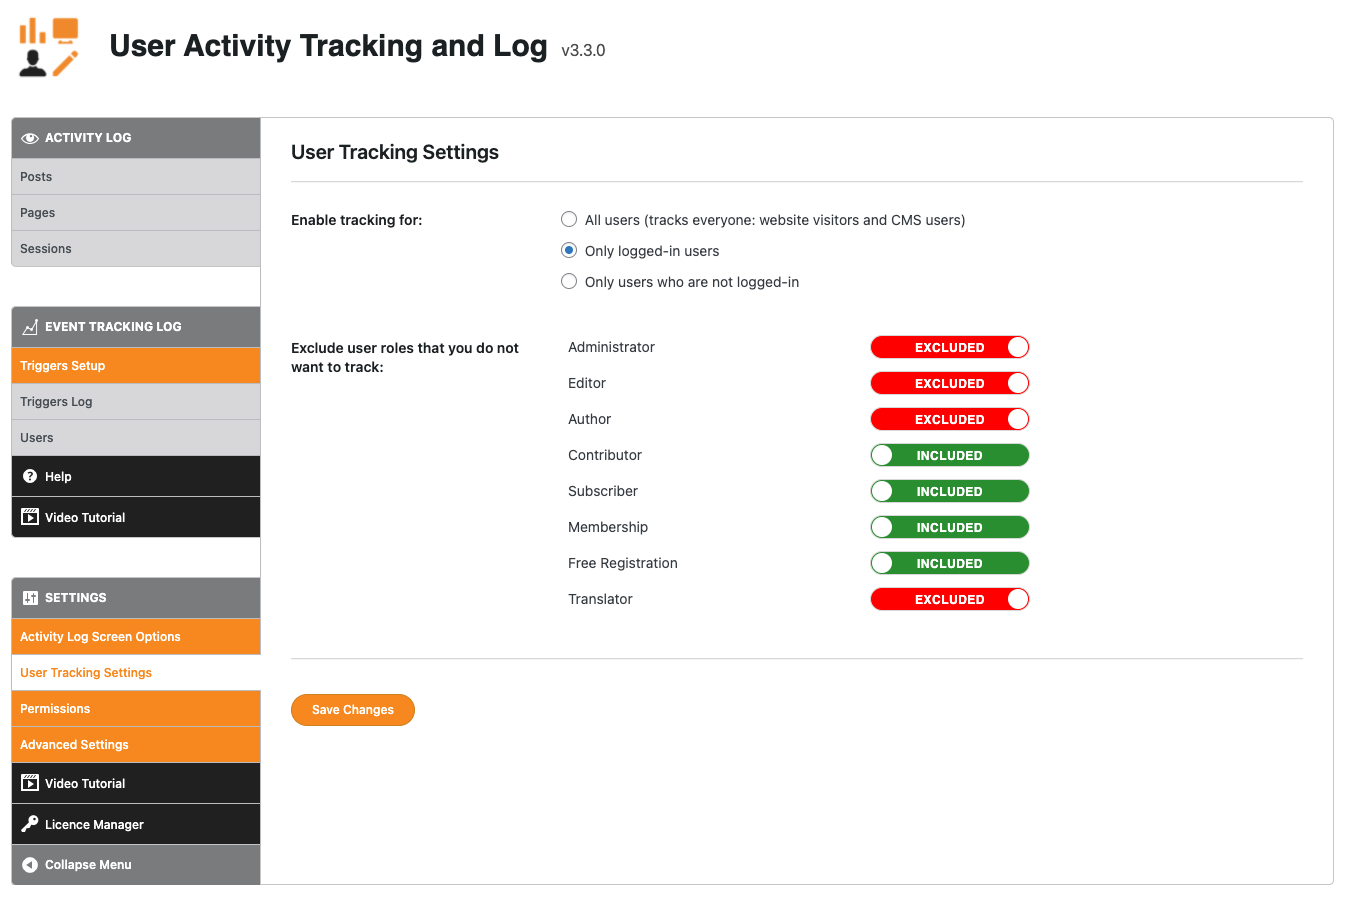 User Activity Tracking and Log v3.3.0
ACTIVITY LOG
Posts
Pages
Sessions
EVENT TRACKING LOG
Triggers Setup
Triggers Log
Users
Help
Video Tutorial
SETTINGS
Activity Log Screen Options
User Tracking Settings
Permissions
Advanced Settings
Video Tutorial
Licence Manager
Collapse Menu
User Tracking Settings
Enable tracking for:
All users (tracks everyone: website visitors and CMS users)
Only logged-in users
Only users who are not logged-in
Exclude user roles that you do not
want to track:
Administrator EXCLUDED
Editor EXCLUDED
Author EXCLUDED
Contributor INCLUDED
Subscriber INCLUDED
Membership INCLUDED
Free Registration INCLUDED
Translator EXCLUDED
Save Changes